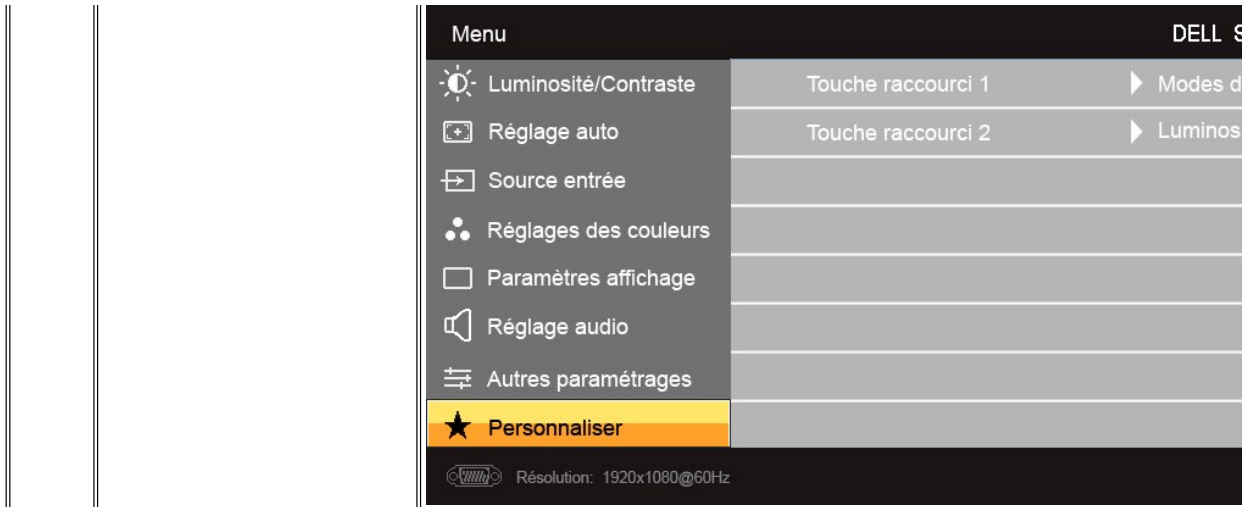 Menu DELL S
Luminosité/Contraste Touche raccourci 1 Modes d
Réglage auto Touche raccourci 2 Luminos
Source entrée
Réglages des couleurs
Paramètres affichage
Réglage audio
Autres paramétrages
Personnaliser
Résolution: 1920x1080@60Hz